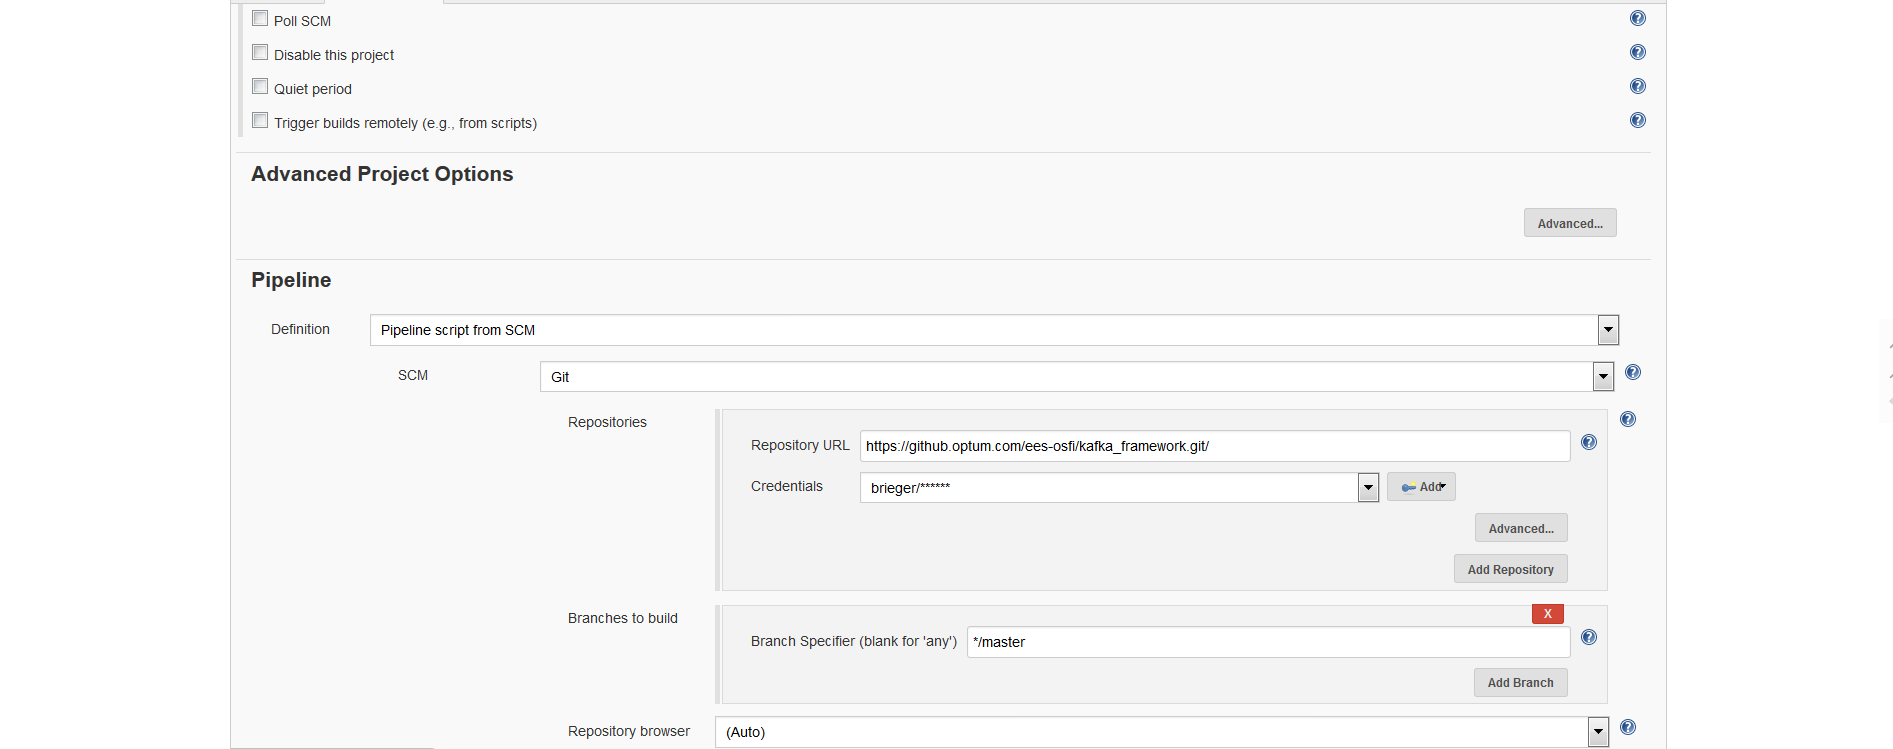 Poll SCM
Disable this project
Quiet period
Trigger builds remotely (e.g., from scripts)
Advanced Project Options
Advanced...
Pipeline
Definition
Pipeline script from SCM
SCM
Git
Repositories
Repository URL
https://github.optum.com/ees-osfi/kafka_framework.git/
Credentials
brieger/******
Add
Advanced...
Add Repository
Branches to build
X
Branch Specifier (blank for 'any')
*/master
Add Branch
Repository browser
(Auto)